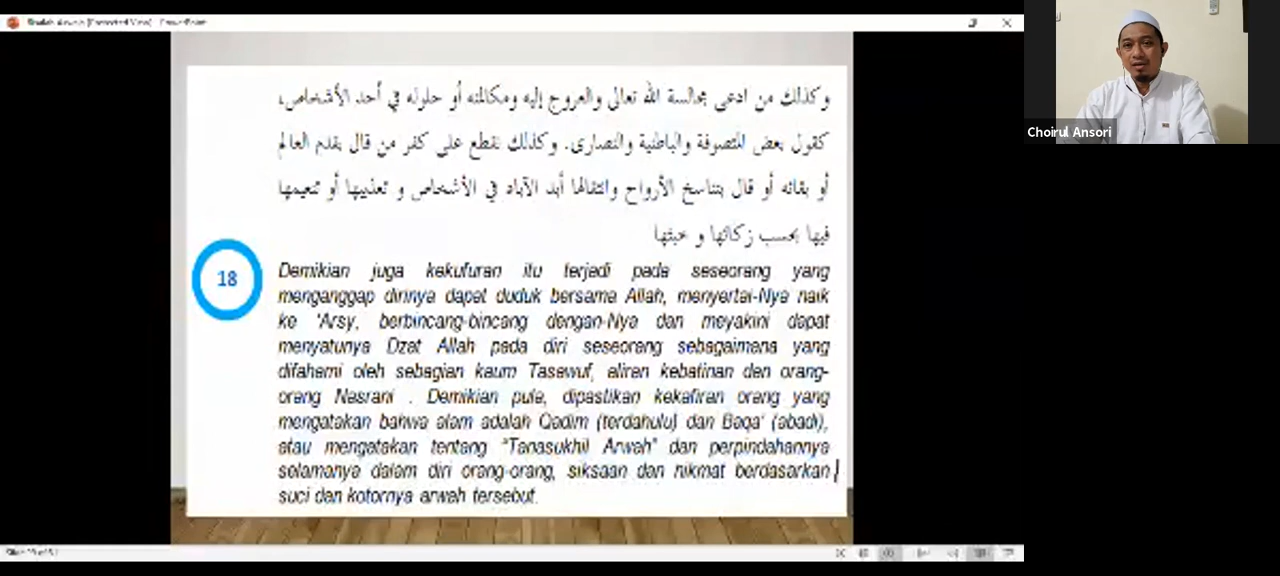 [Protected View] - PowerPoint
Choirul Ansori
وكذلك من ادعى مجالسة الله تعالى والعروج إليه ومكالمته أو حلوله في أحد الأشخاص،
كقول بعض المتصوفة والباطنية والنصارى. وكذلك نقطع على كفر من قال بقدم العالم
أو بقائه أو قال بتناسخ الأرواح وانتقالها أبد الآباد في الأشخاص و تعذيبها أو تنعيمها
فيها بحسب زكائها و خبثها
18
Demikian juga kekufuran itu terjadi pada seseorang yang
menganggap dirinya dapat duduk bersama Allah, menyertai-Nya naik
ke 'Arsy, berbincang-bincang dengan-Nya dan meyakini dapat
menyatunya Dzat Allah pada diri seseorang sebagaimana yang
difahami oleh sebagian kaum Tasawuf, aliran kebatinan dan orang-
orang Nasrani . Demikian pula, dipastikan kekafiran orang yang
mengatakan bahwa alam adalah Qadim (terdahulu) dan Baqa' (abadi),
atau mengatakan tentang "Tanasukhil Arwah" dan perpindahannya
selamanya dalam diri orang-orang, siksaan dan nikmat berdasarkan
suci dan kotornya arwah tersebut.